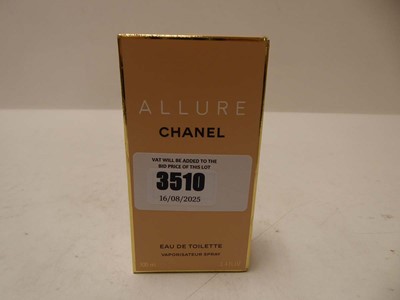 ALLURE
CHANEL
VAT WILL BE ADDED TO THE
BID PRICE OF THIS LOT
3510
16/08/2025
EAU DE TOILETTE
VAPORISATEUR SPRAY